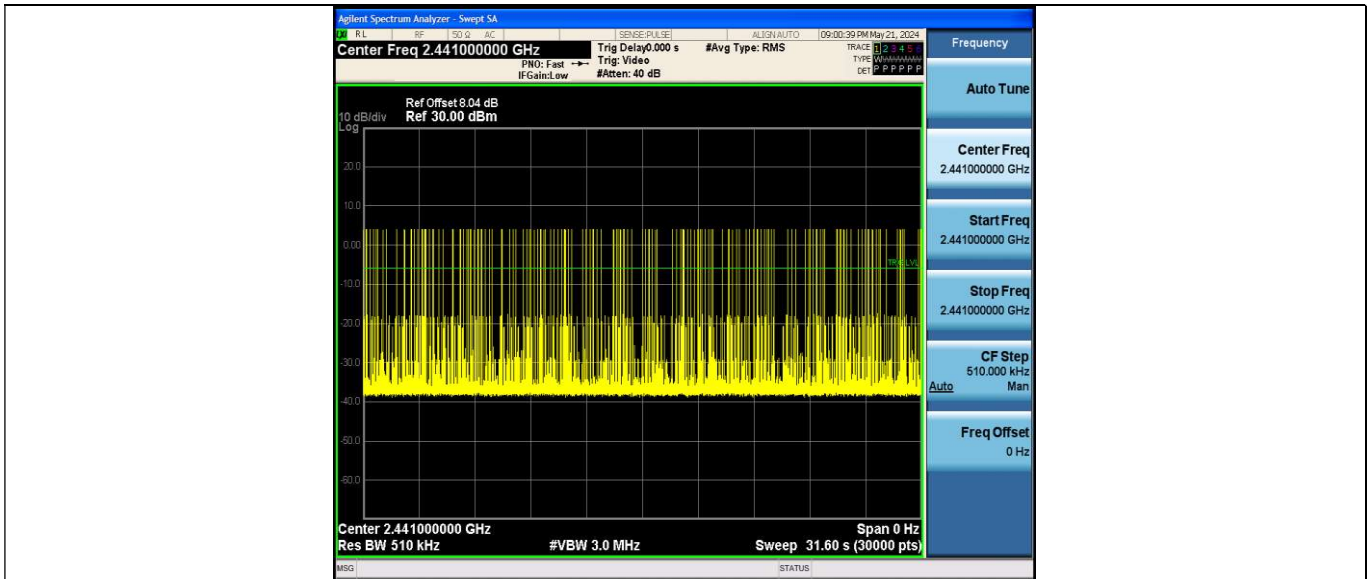 Agilent Spectrum Analyzer - Swept SA
RL RF 50 Ω AC SENSE:PULSE ALIGN AUTO 09:00:39 PM May 21, 2024
Center Freq 2.441000000 GHz
PNO: Fast
IFGain:Low
Trig Delay0.000 s
Trig: Video
#Atten: 40 dB
#Avg Type: RMS
TRACE 1 2 3 4 5 6
TYPE W
DET P P P P P P
Ref Offset 8.04 dB
10 dB/div Ref 30.00 dBm
Log
20.0
10.0
0.00
TRIG LVL
-10.0
-20.0
-30.0
-40.0
-50.0
-60.0
Center 2.441000000 GHz Span 0 Hz
Res BW 510 kHz #VBW 3.0 MHz Sweep 31.60 s (30000 pts)
MSG STATUS
Frequency
Auto Tune
Center Freq
2.441000000 GHz
Start Freq
2.441000000 GHz
Stop Freq
2.441000000 GHz
CF Step
510.000 kHz
Auto Man
Freq Offset
0 Hz